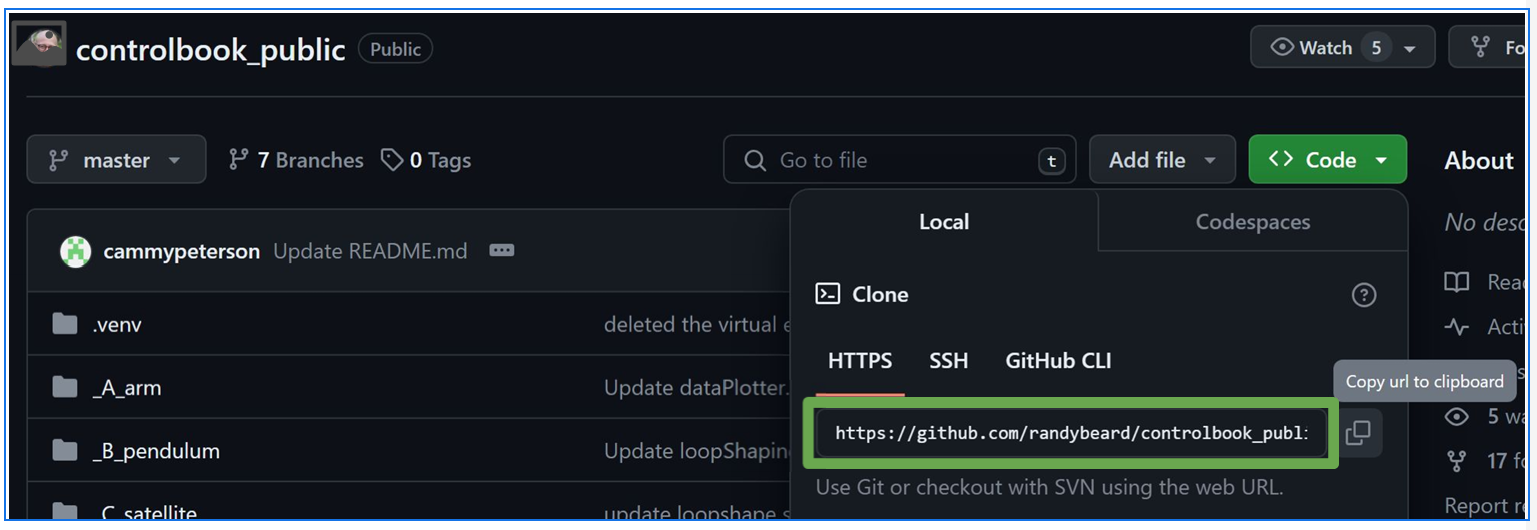 controlbook_public Public Watch 5 Fo
master 7 Branches 0 Tags Go to file t Add file Code About
Local Codespaces No desc
cammypeterson Update README.md
Clone Read
.venv deleted the virtual e
HTTPS SSH GitHub CLI Acti
_A_arm Update dataPlotter.
Copy url to clipboard
https://github.com/randybeard/controlbook_publi 5 wa
_B_pendulum Update loopShaping
17 fo
Use Git or checkout with SVN using the web URL.
_C_satellite update loopshape s Report re